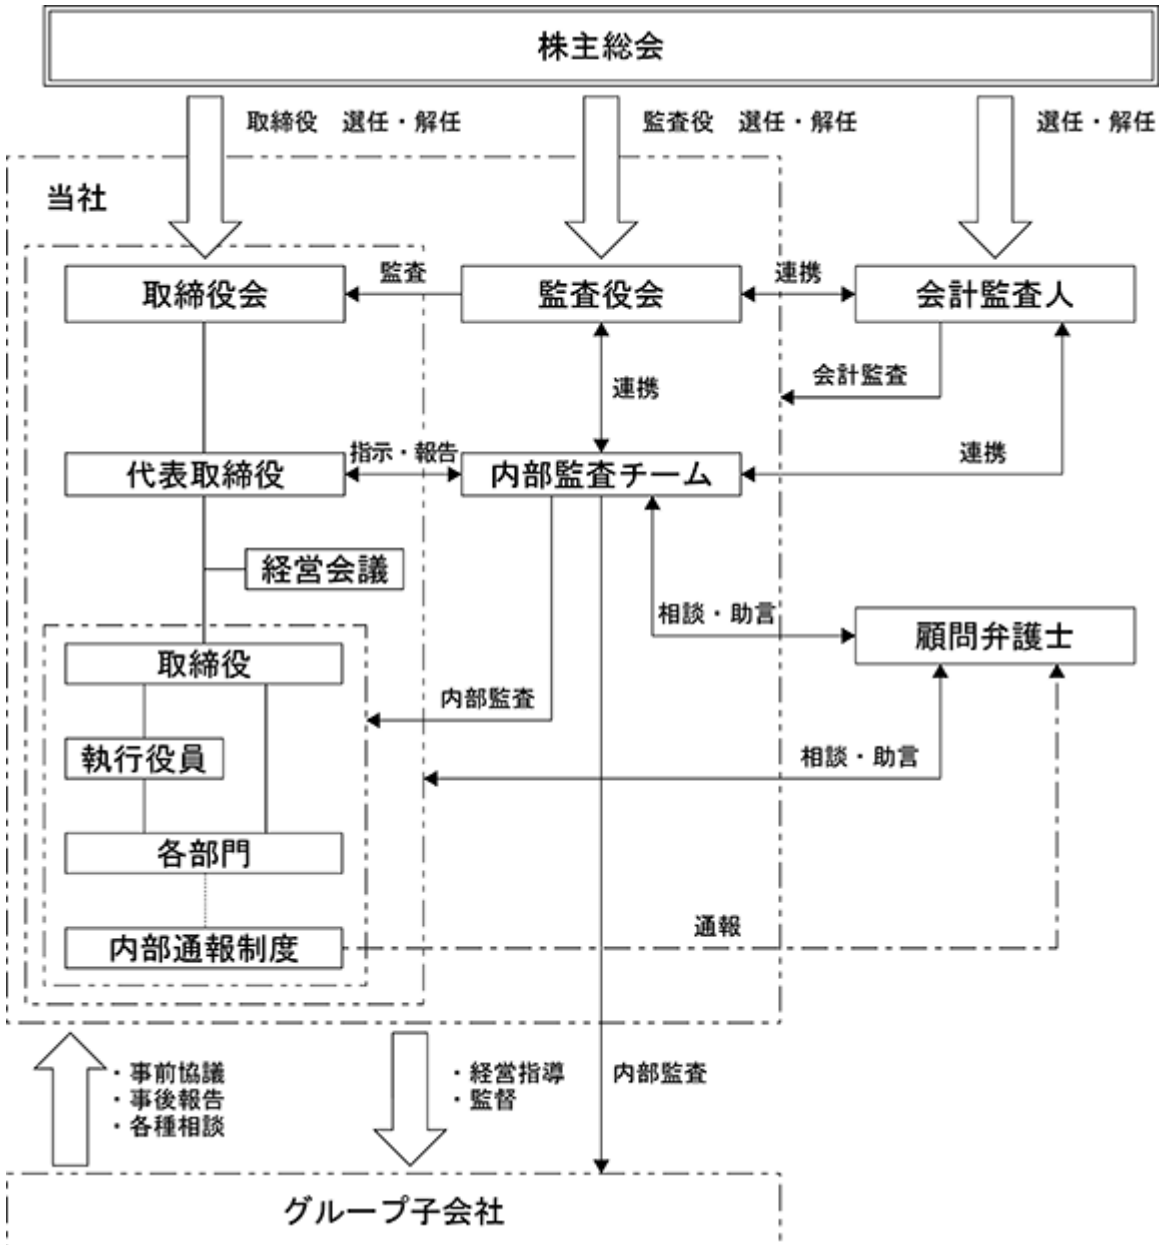 株主総会
取締役　選任・解任
監査役　選任・解任
選任・解任
当社
取締役会
監査
監査役会
連携
会計監査人
連携
会計監査
代表取締役
指示・報告
内部監査チーム
連携
経営会議
相談・助言
顧問弁護士
取締役
内部監査
執行役員
相談・助言
各部門
通報
内部通報制度
・事前協議
・事後報告
・各種相談
・経営指導
・監督
内部監査
グループ子会社